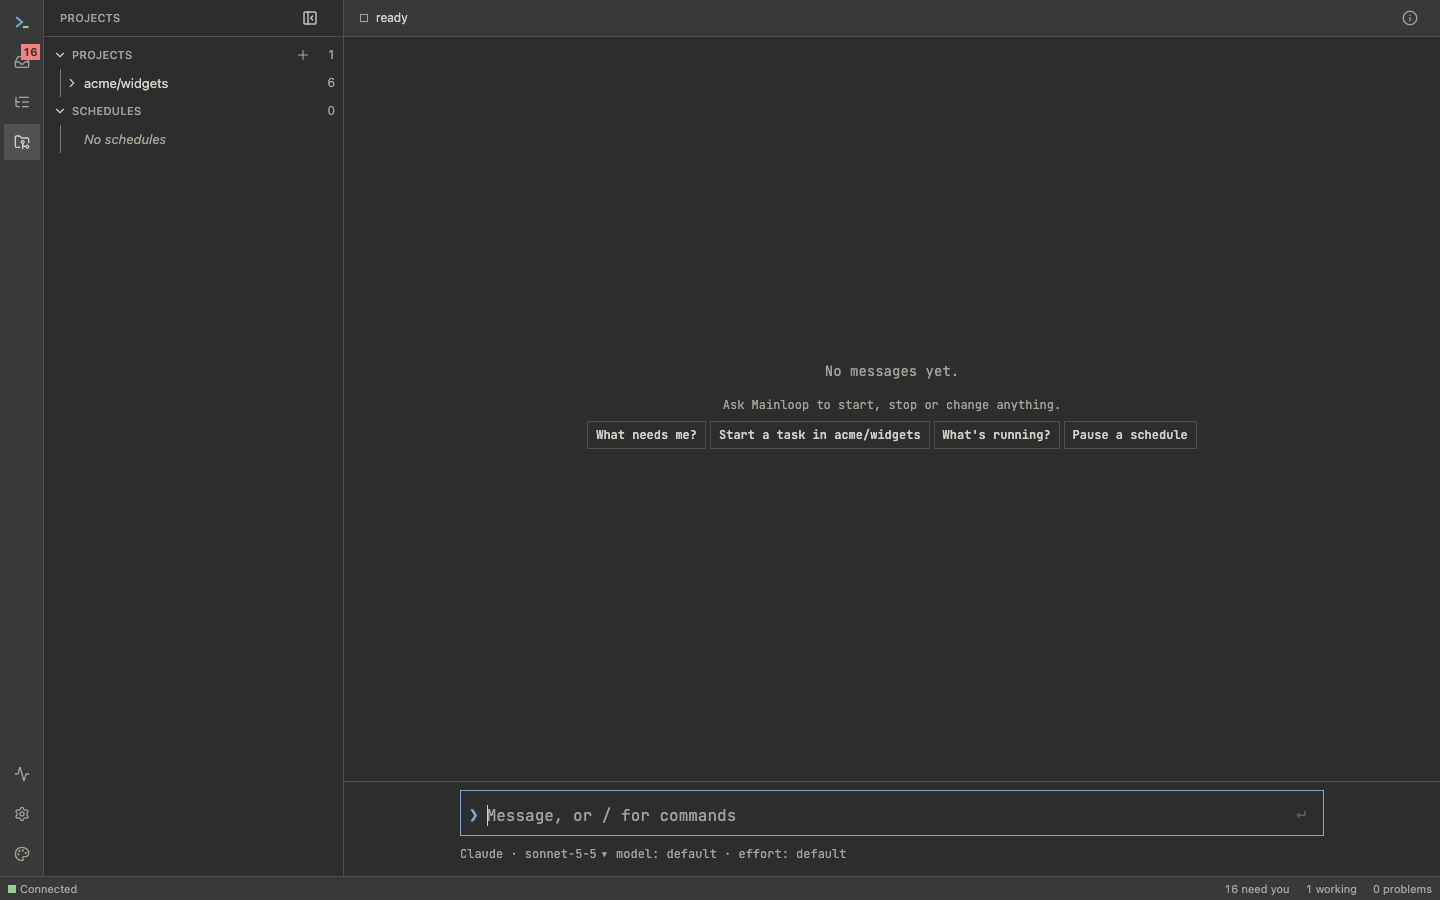 PROJECTS
ready
16
PROJECTS 1
acme/widgets 6
SCHEDULES 0
No schedules
No messages yet.
Ask Mainloop to start, stop or change anything.
What needs me? Start a task in acme/widgets What's running? Pause a schedule
❯ Message, or / for commands
Claude · sonnet-5-5 ▾ model: default · effort: default
Connected
16 need you 1 working 0 problems